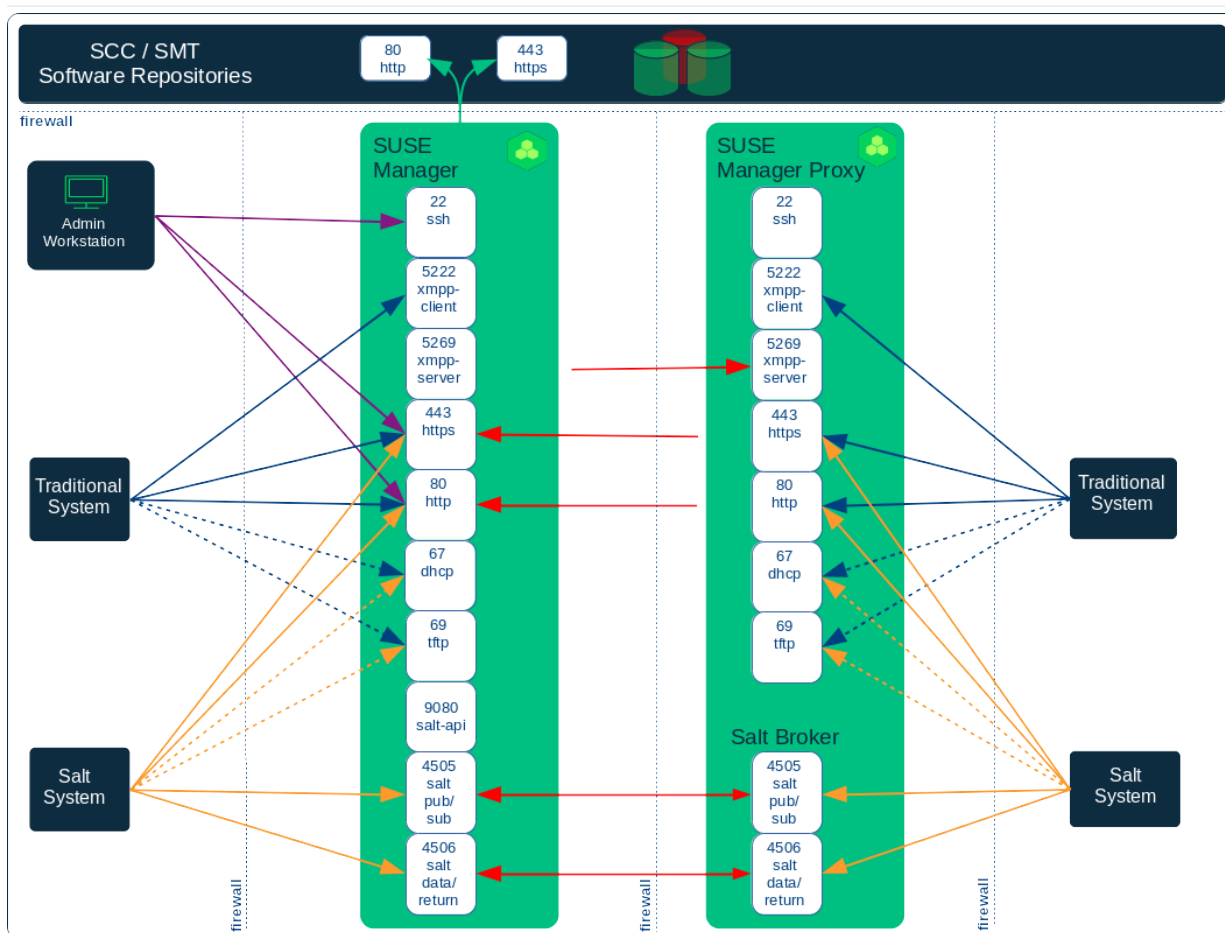 SCC / SMT
Software Repositories
80
http
443
https
firewall
Admin
Workstation
Traditional
System
Salt
System
SUSE
Manager
22
ssh
5222
xmpp-
client
5269
xmpp-
server
443
https
80
http
67
dhcp
69
tftp
9080
salt-api
4505
salt
pub/
sub
4506
salt
data/
return
SUSE
Manager Proxy
22
ssh
5222
xmpp-
client
5269
xmpp-
server
443
https
80
http
67
dhcp
69
tftp
Salt Broker
4505
salt
pub/
sub
4506
salt
data/
return
Traditional
System
Salt
System
firewall
firewall
firewall